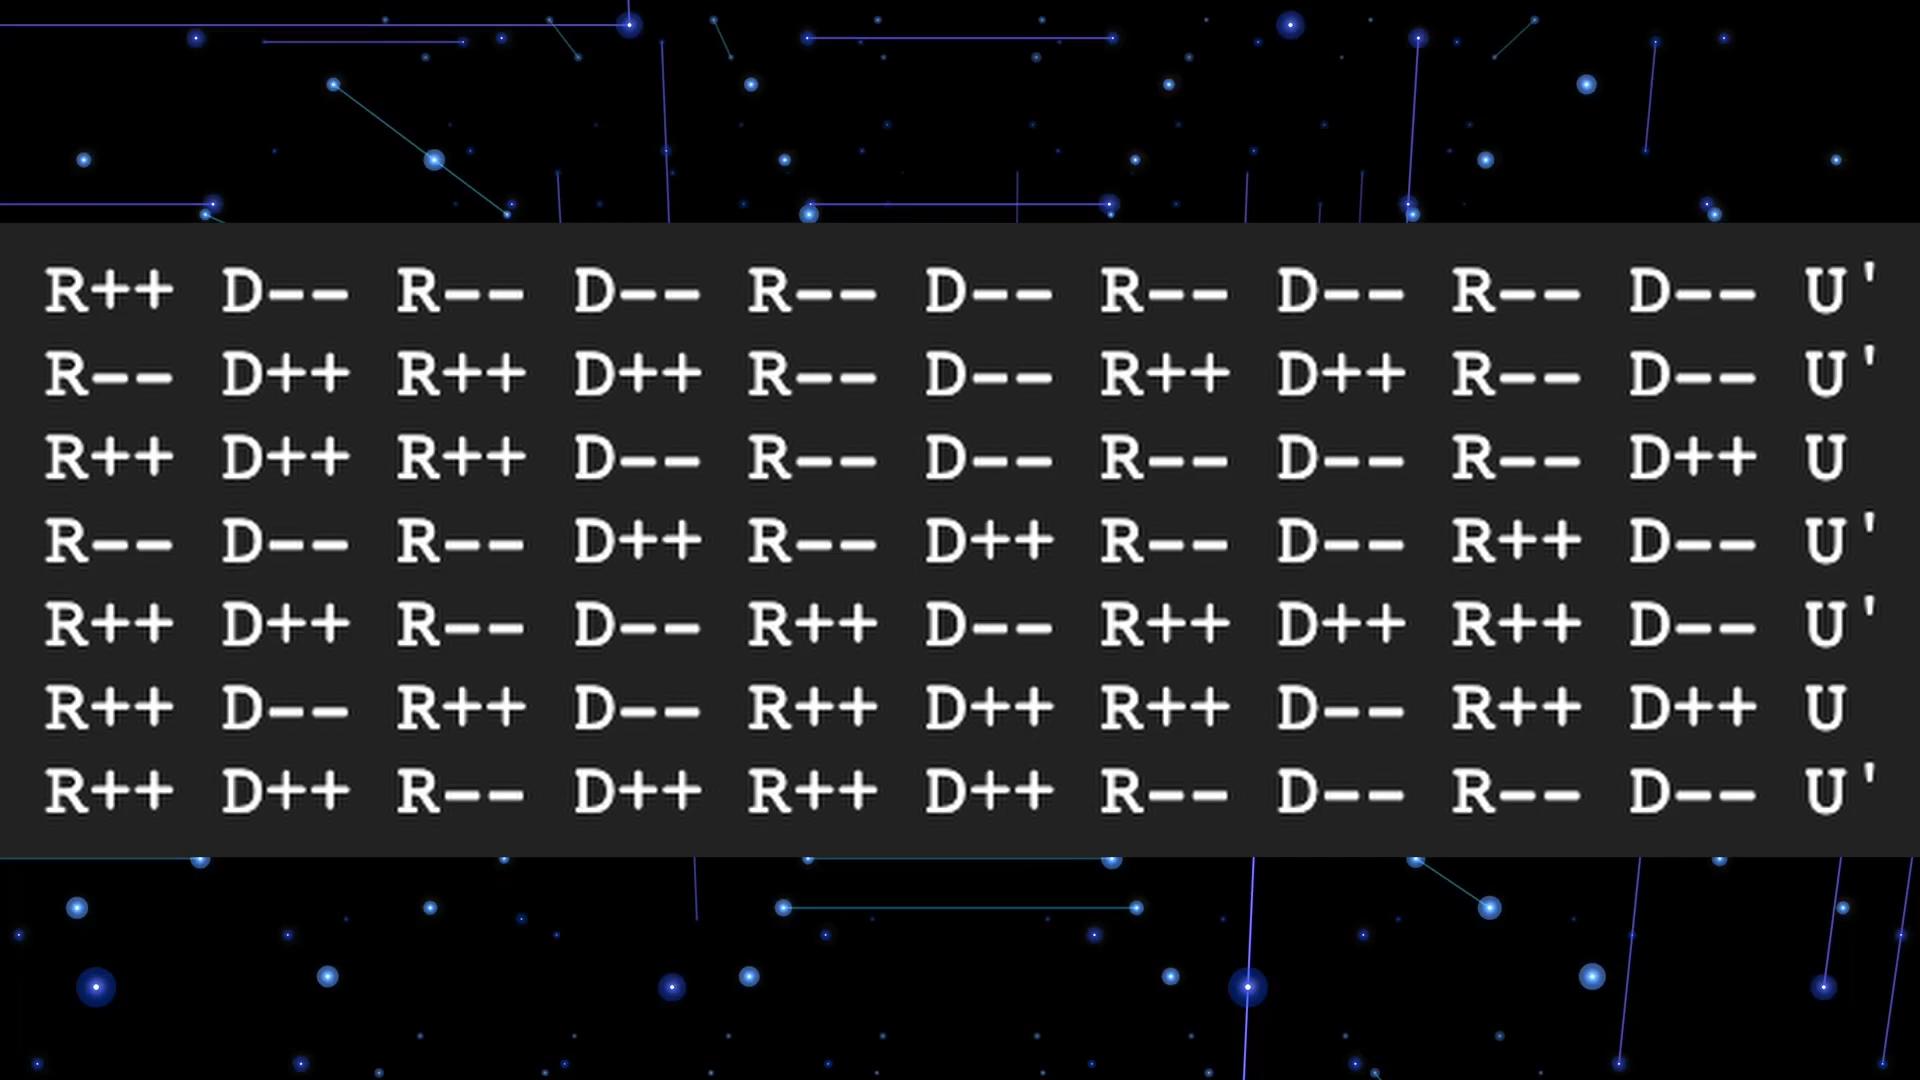 R++ D-- R-- D-- R-- D-- R-- D-- R-- D-- U'
R-- D++ R++ D++ R-- D-- R++ D++ R-- D-- U'
R++ D++ R++ D-- R-- D-- R-- D-- R-- D++ U
R-- D-- R-- D++ R-- D++ R-- D-- R++ D-- U'
R++ D++ R-- D-- R++ D-- R++ D++ R++ D-- U'
R++ D-- R++ D-- R++ D++ R++ D-- R++ D++ U
R++ D++ R-- D++ R++ D++ R-- D-- R-- D-- U'